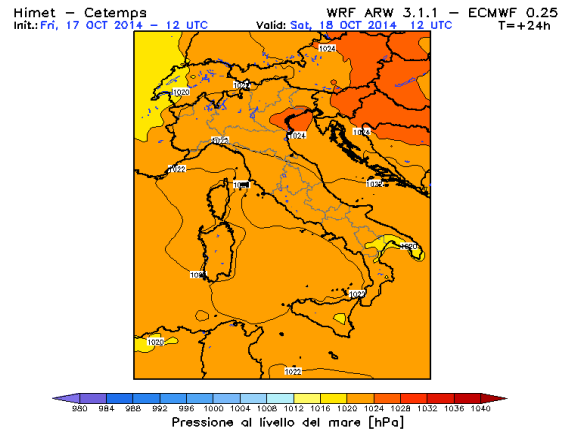 Himet – Cetemps WRF ARW 3.1.1 – ECMWF 0.25
Init.: Fri, 17 OCT 2014 – 12 UTC Valid: Sat, 18 OCT 2014 12 UTC T=+24h
1024
1020
1024
1024
1022
1022
1022
1020
1022
1020
1022
980 984 988 992 996 1000 1004 1008 1012 1016 1020 1024 1028 1032 1036 1040
Pressione al livello del mare [hPa]